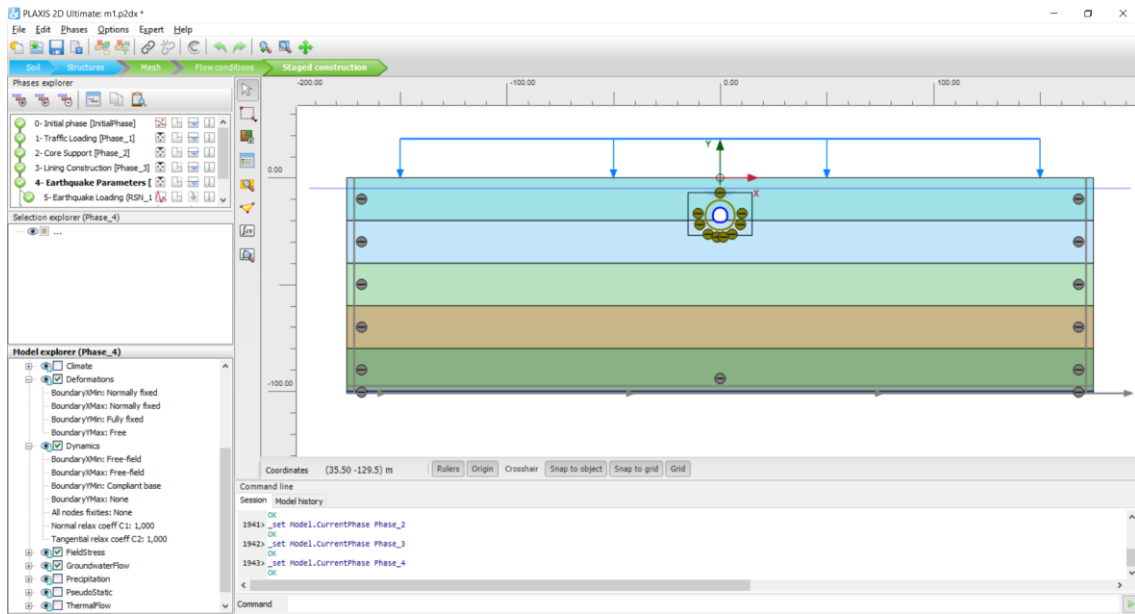 PLAXIS 2D Ultimate: m1.p2dx *
File Edit Phases Options Expert Help
Soil Structures Mesh Flow conditions Staged construction
Phases explorer
0- Initial phase [InitialPhase]
1- Traffic Loading [Phase_1]
2- Core Support [Phase_2]
3- Lining Construction [Phase_3]
4- Earthquake Parameters [
5- Earthquake Loading (RSN_1
Selection explorer (Phase_4)
...
Model explorer (Phase_4)
Climate
Deformations
BoundaryXMin: Normally fixed
BoundaryXMax: Normally fixed
BoundaryYMin: Fully fixed
BoundaryYMax: Free
Dynamics
BoundaryXMin: Free-field
BoundaryXMax: Free-field
BoundaryYMin: Compliant base
BoundaryYMax: None
All nodes fixities: None
Normal relax coeff C1: 1,000
Tangential relax coeff C2: 1,000
FieldStress
GroundwaterFlow
Precipitation
PseudoStatic
ThermalFlow
-200.00 -100.00 0.00 100.00
0.00
-100.00
Y
X
Coordinates (35.50 -129.5) m Rulers Origin Crosshair Snap to object Snap to grid Grid
Command line
Session Model history
OK
1941> _set Model.CurrentPhase Phase_2
OK
1942> _set Model.CurrentPhase Phase_3
OK
1943> _set Model.CurrentPhase Phase_4
OK
Command